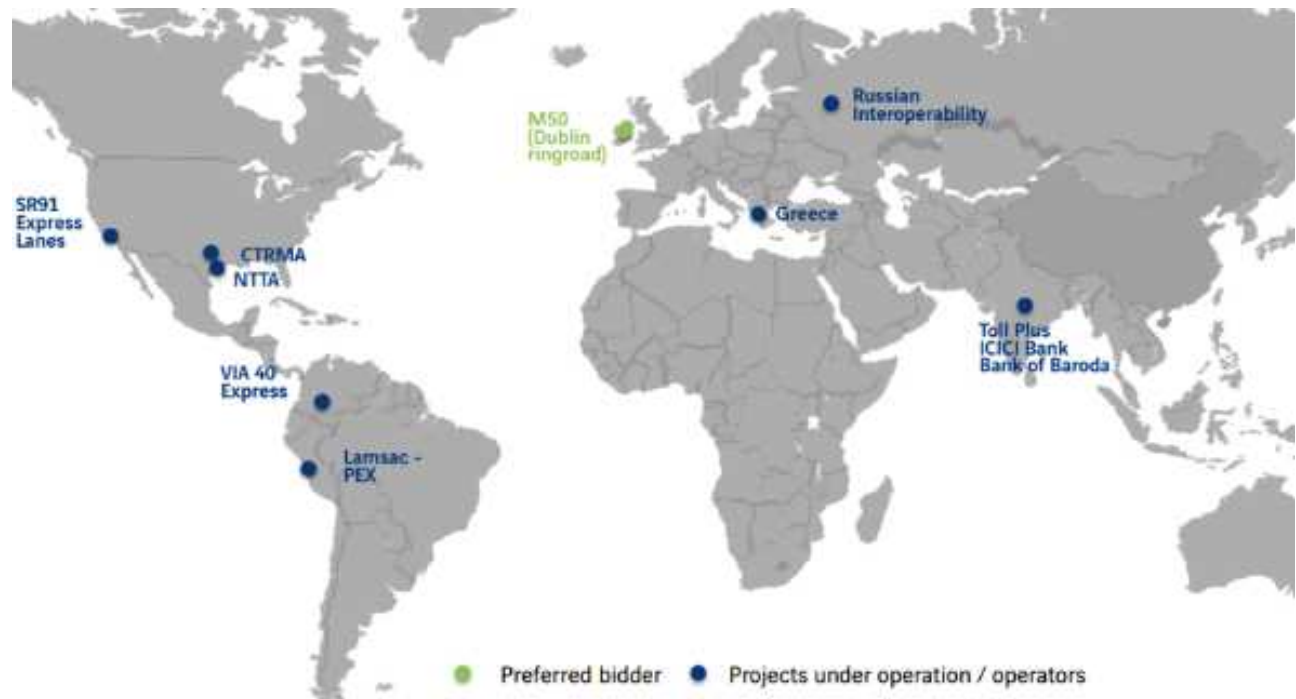 Russian
Interoperability
M50
(Dublin
ringroad)
SR91
Express
Lanes
Greece
CTRMA
NTTA
Toll Plus
ICICI Bank
Bank of Baroda
VIA 40
Express
Lamsac -
PEX
Preferred bidder
Projects under operation / operators